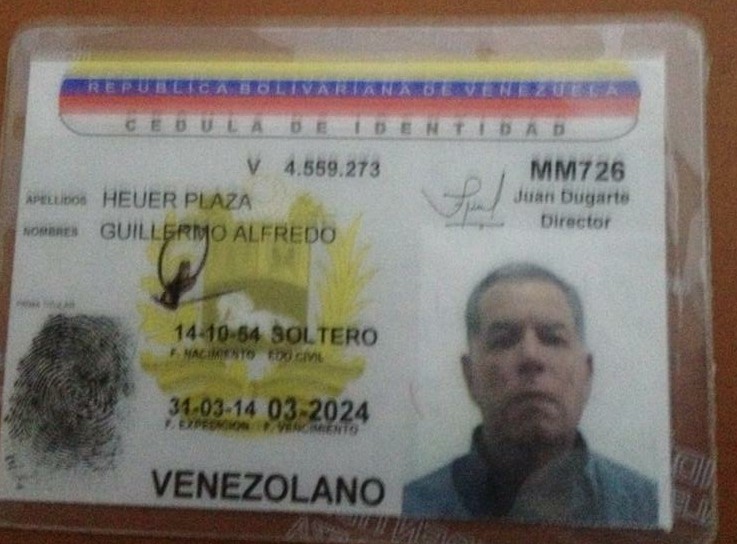 REPUBLICA BOLIVARIANA DE VENEZUELA
CEDULA DE IDENTIDAD
V 4.559.273
MM726
Juan Dugarte
Director
APELLIDOS HEUER PLAZA
NOMBRES GUILLERMO ALFREDO
FIRMA TITULAR
14-10-54 SOLTERO
F. NACIMIENTO EDO CIVIL
31-03-14 03-2024
F. EXPEDICION F. VENCIMIENTO
VENEZOLANO